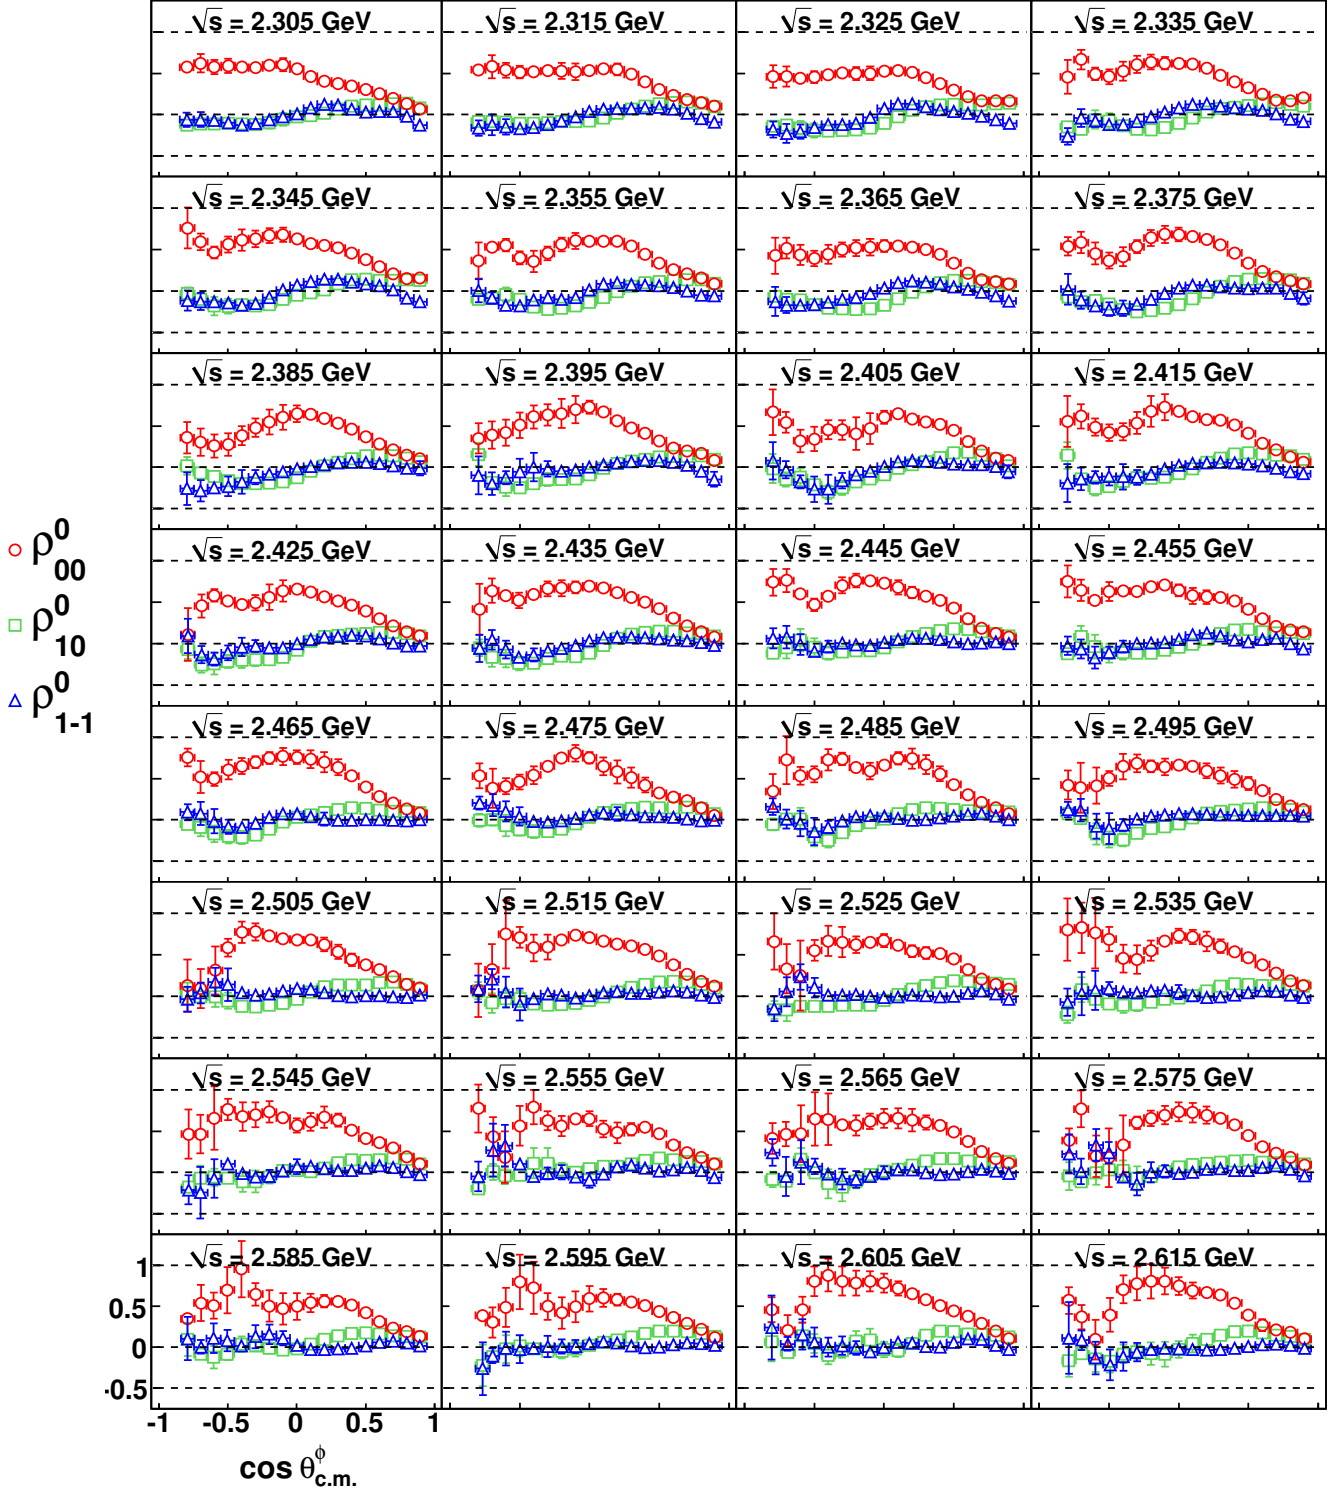 √s = 2.305 GeV
√s = 2.315 GeV
√s = 2.325 GeV
√s = 2.335 GeV
√s = 2.345 GeV
√s = 2.355 GeV
√s = 2.365 GeV
√s = 2.375 GeV
√s = 2.385 GeV
√s = 2.395 GeV
√s = 2.405 GeV
√s = 2.415 GeV
ρ⁰₀₀
ρ⁰₁₀
ρ⁰₁₋₁
√s = 2.425 GeV
√s = 2.435 GeV
√s = 2.445 GeV
√s = 2.455 GeV
√s = 2.465 GeV
√s = 2.475 GeV
√s = 2.485 GeV
√s = 2.495 GeV
√s = 2.505 GeV
√s = 2.515 GeV
√s = 2.525 GeV
√s = 2.535 GeV
√s = 2.545 GeV
√s = 2.555 GeV
√s = 2.565 GeV
√s = 2.575 GeV
√s = 2.585 GeV
√s = 2.595 GeV
√s = 2.605 GeV
√s = 2.615 GeV
1
0.5
0
-0.5
-1 -0.5 0 0.5 1
cos θ^ϕ_c.m.